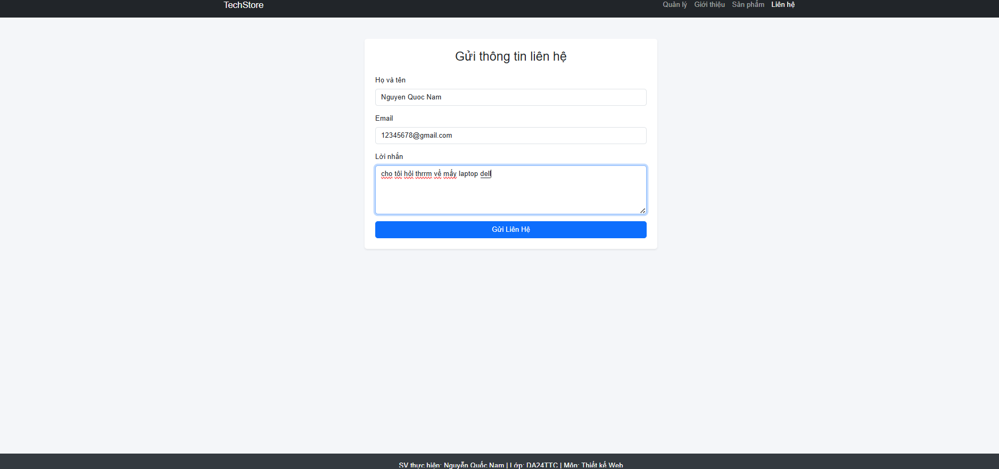 TechStore
Quản lý Giới thiệu Sản phẩm Liên hệ
Gửi thông tin liên hệ
Họ và tên
Nguyen Quoc Nam
Email
12345678@gmail.com
Lời nhắn
cho tôi hỏi thrrm về mấy laptop dell
Gửi Liên Hệ
SV thực hiện: Nguyễn Quốc Nam | Lớp: DA24TTC | Môn: Thiết kế Web